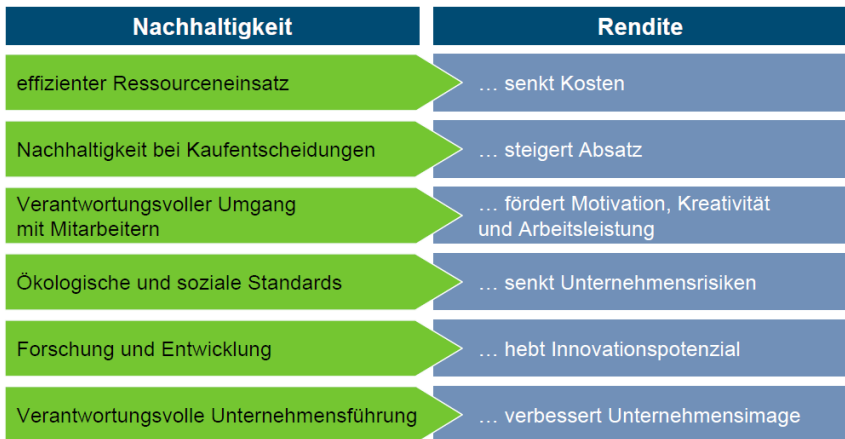 Nachhaltigkeit
Rendite
effizienter Ressourceneinsatz
… senkt Kosten
Nachhaltigkeit bei Kaufentscheidungen
… steigert Absatz
Verantwortungsvoller Umgang
mit Mitarbeitern
… fördert Motivation, Kreativität
und Arbeitsleistung
Ökologische und soziale Standards
… senkt Unternehmensrisiken
Forschung und Entwicklung
… hebt Innovationspotenzial
Verantwortungsvolle Unternehmensführung
… verbessert Unternehmensimage